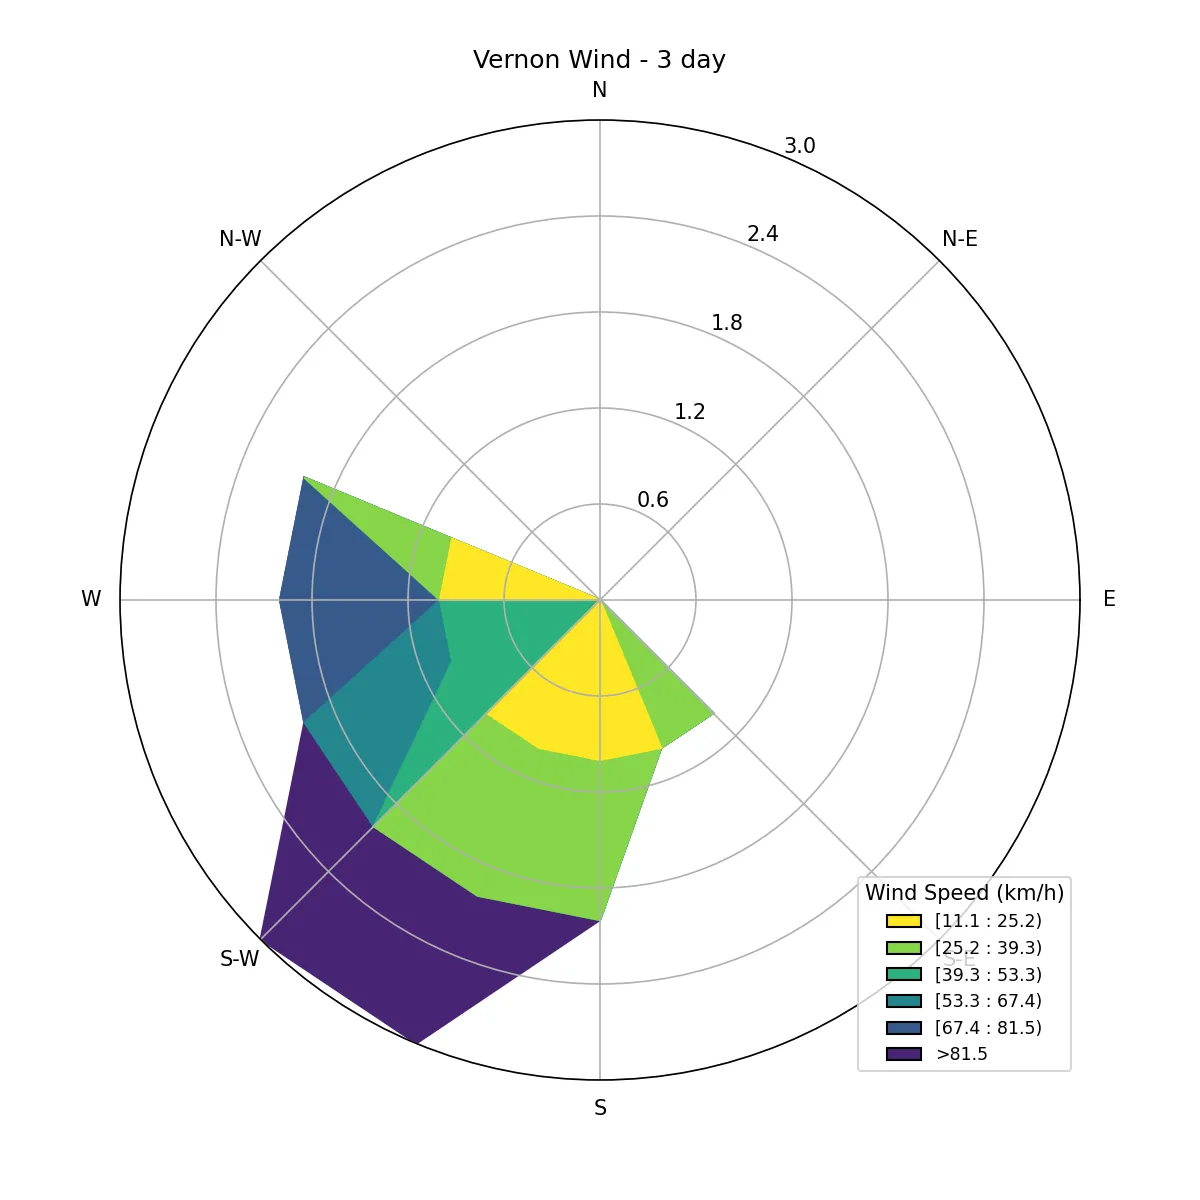 Vernon Wind - 3 day
N
3.0
N-W
2.4
N-E
1.8
1.2
0.6
W
E
Wind Speed (km/h)
[11.1 : 25.2)
[25.2 : 39.3)
S-W
S-E
[39.3 : 53.3)
[53.3 : 67.4)
[67.4 : 81.5)
>81.5
S